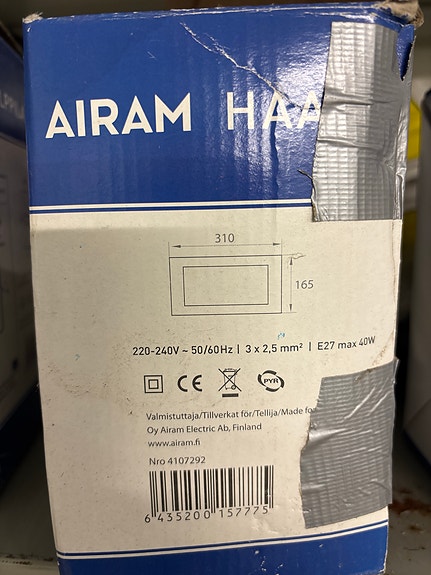 AIRAM HAA
310
165
220-240V ~ 50/60Hz | 3 x 2,5 mm² | E27 max 40W
CE PYR
Valmistuttaja/Tillverkat för/Tellija/Made for
Oy Airam Electric Ab, Finland
www.airam.fi
Nro 4107292
6 435200 157775